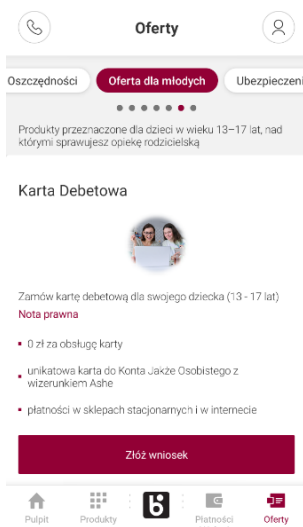 Oferty
Oszczędności
Oferta dla młodych
Ubezpieczeni
Produkty przeznaczone dla dzieci w wieku 13–17 lat, nad
którymi sprawujesz opiekę rodzicielską
Karta Debetowa
Zamów kartę debetową dla swojego dziecka (13 - 17 lat)
Nota prawna
0 zł za obsługę karty
unikatowa karta do Konta Jakże Osobistego z
wizerunkiem Ashe
płatności w sklepach stacjonarnych i w internecie
Złóż wniosek
Pulpit
Produkty
Płatności
Oferty